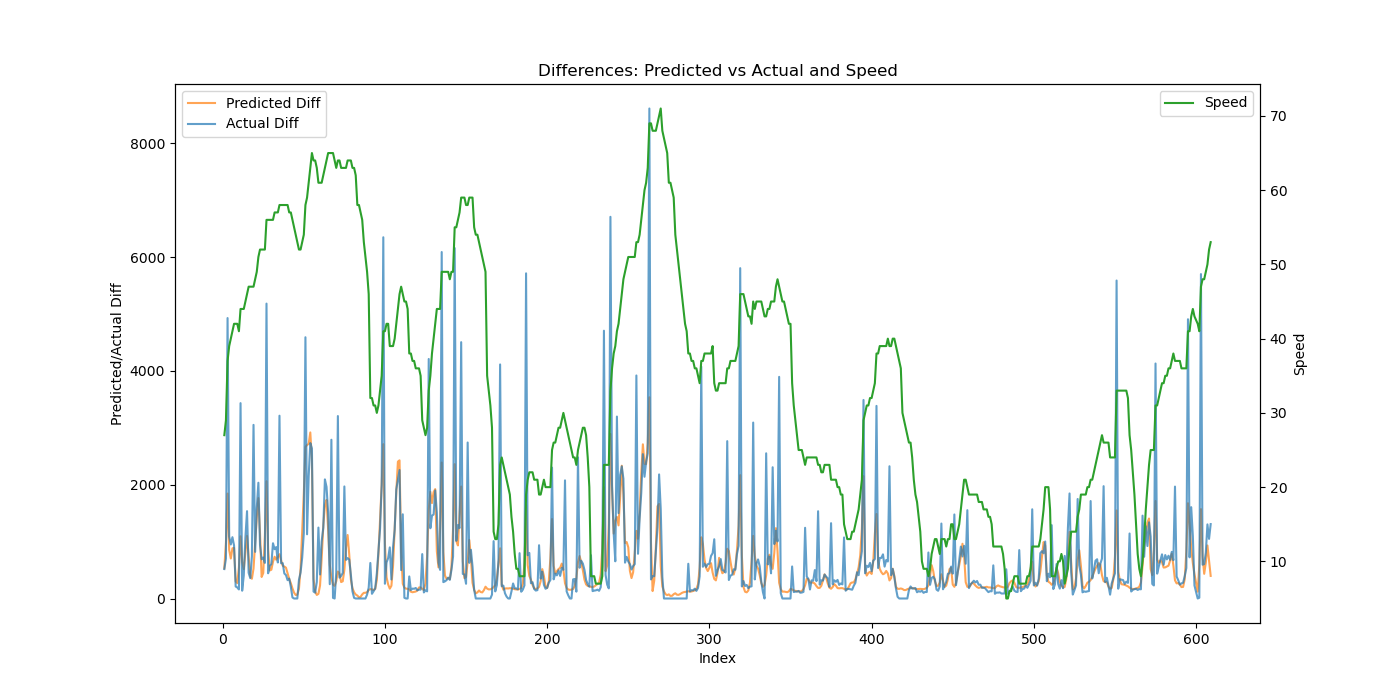 Differences: Predicted vs Actual and Speed
Predicted Diff
Actual Diff
Speed
8000
6000
4000
2000
0
Predicted/Actual Diff
70
60
50
40
30
20
10
Speed
0 100 200 300 400 500 600
Index